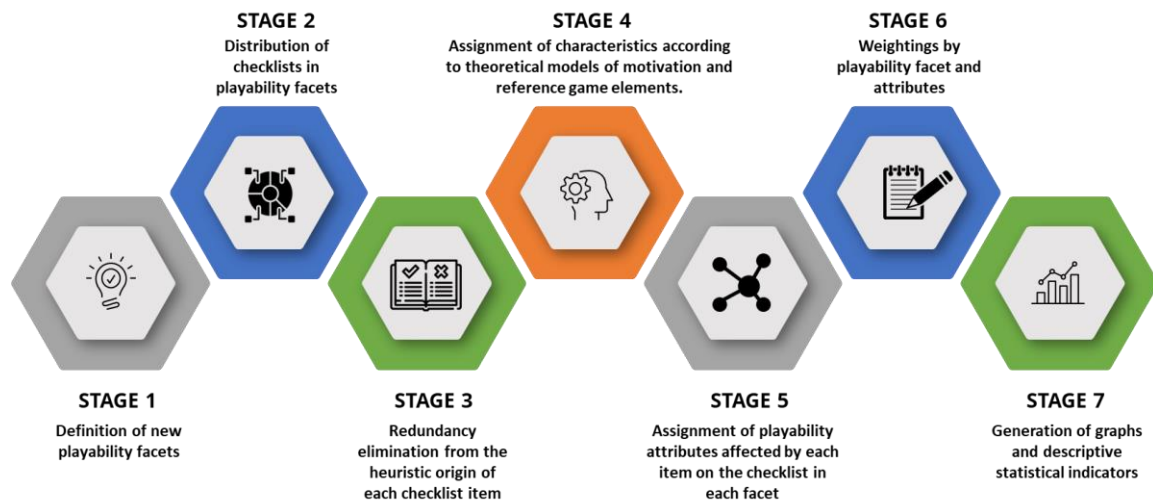 STAGE 1
Definition of new
playability facets
STAGE 2
Distribution of
checklists in
playability facets
STAGE 3
Redundancy
elimination from the
heuristic origin of
each checklist item
STAGE 4
Assignment of characteristics according
to theoretical models of motivation and
reference game elements.
STAGE 5
Assignment of playability
attributes affected by each
item on the checklist in
each facet
STAGE 6
Weightings by
playability facet and
attributes
STAGE 7
Generation of graphs
and descriptive
statistical indicators